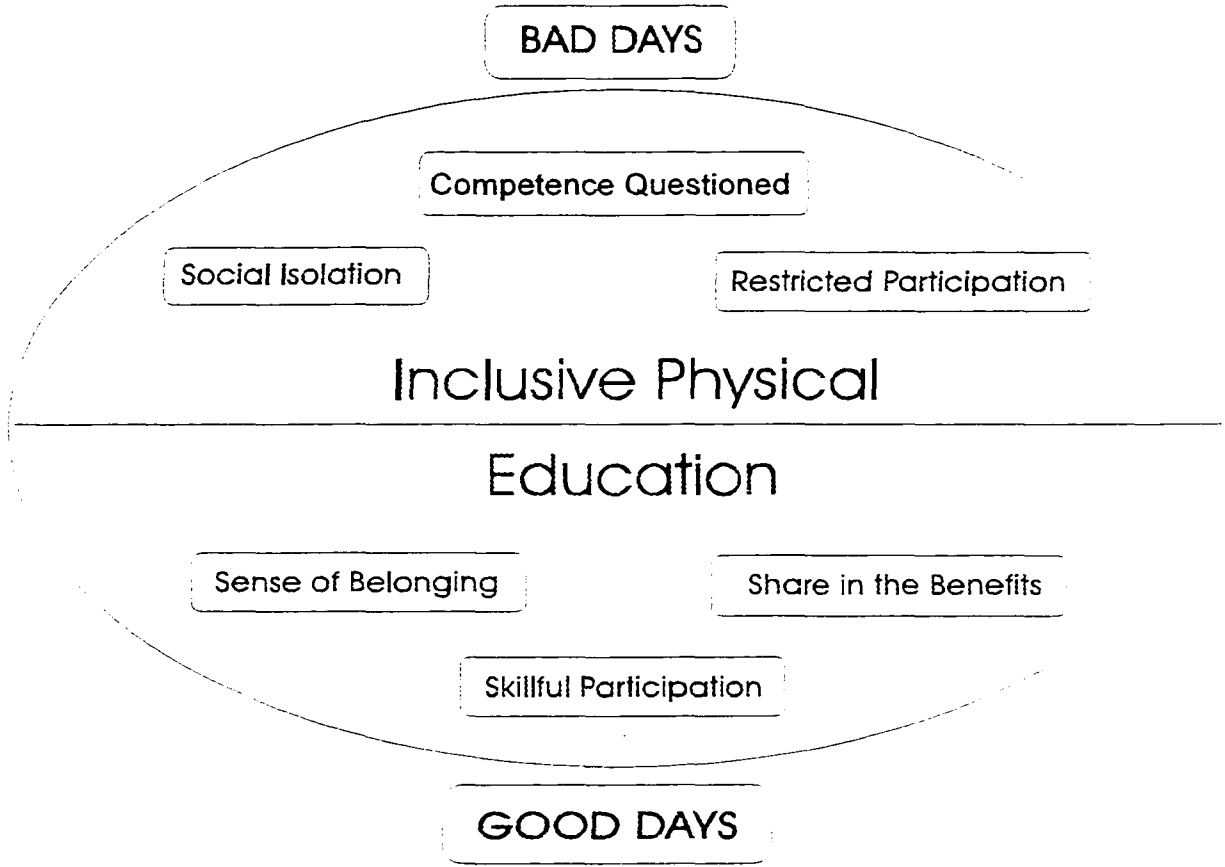 BAD DAYS
Competence Questioned
Social Isolation
Restricted Participation
Inclusive Physical
Education
Sense of Belonging
Share in the Benefits
Skillful Participation
GOOD DAYS